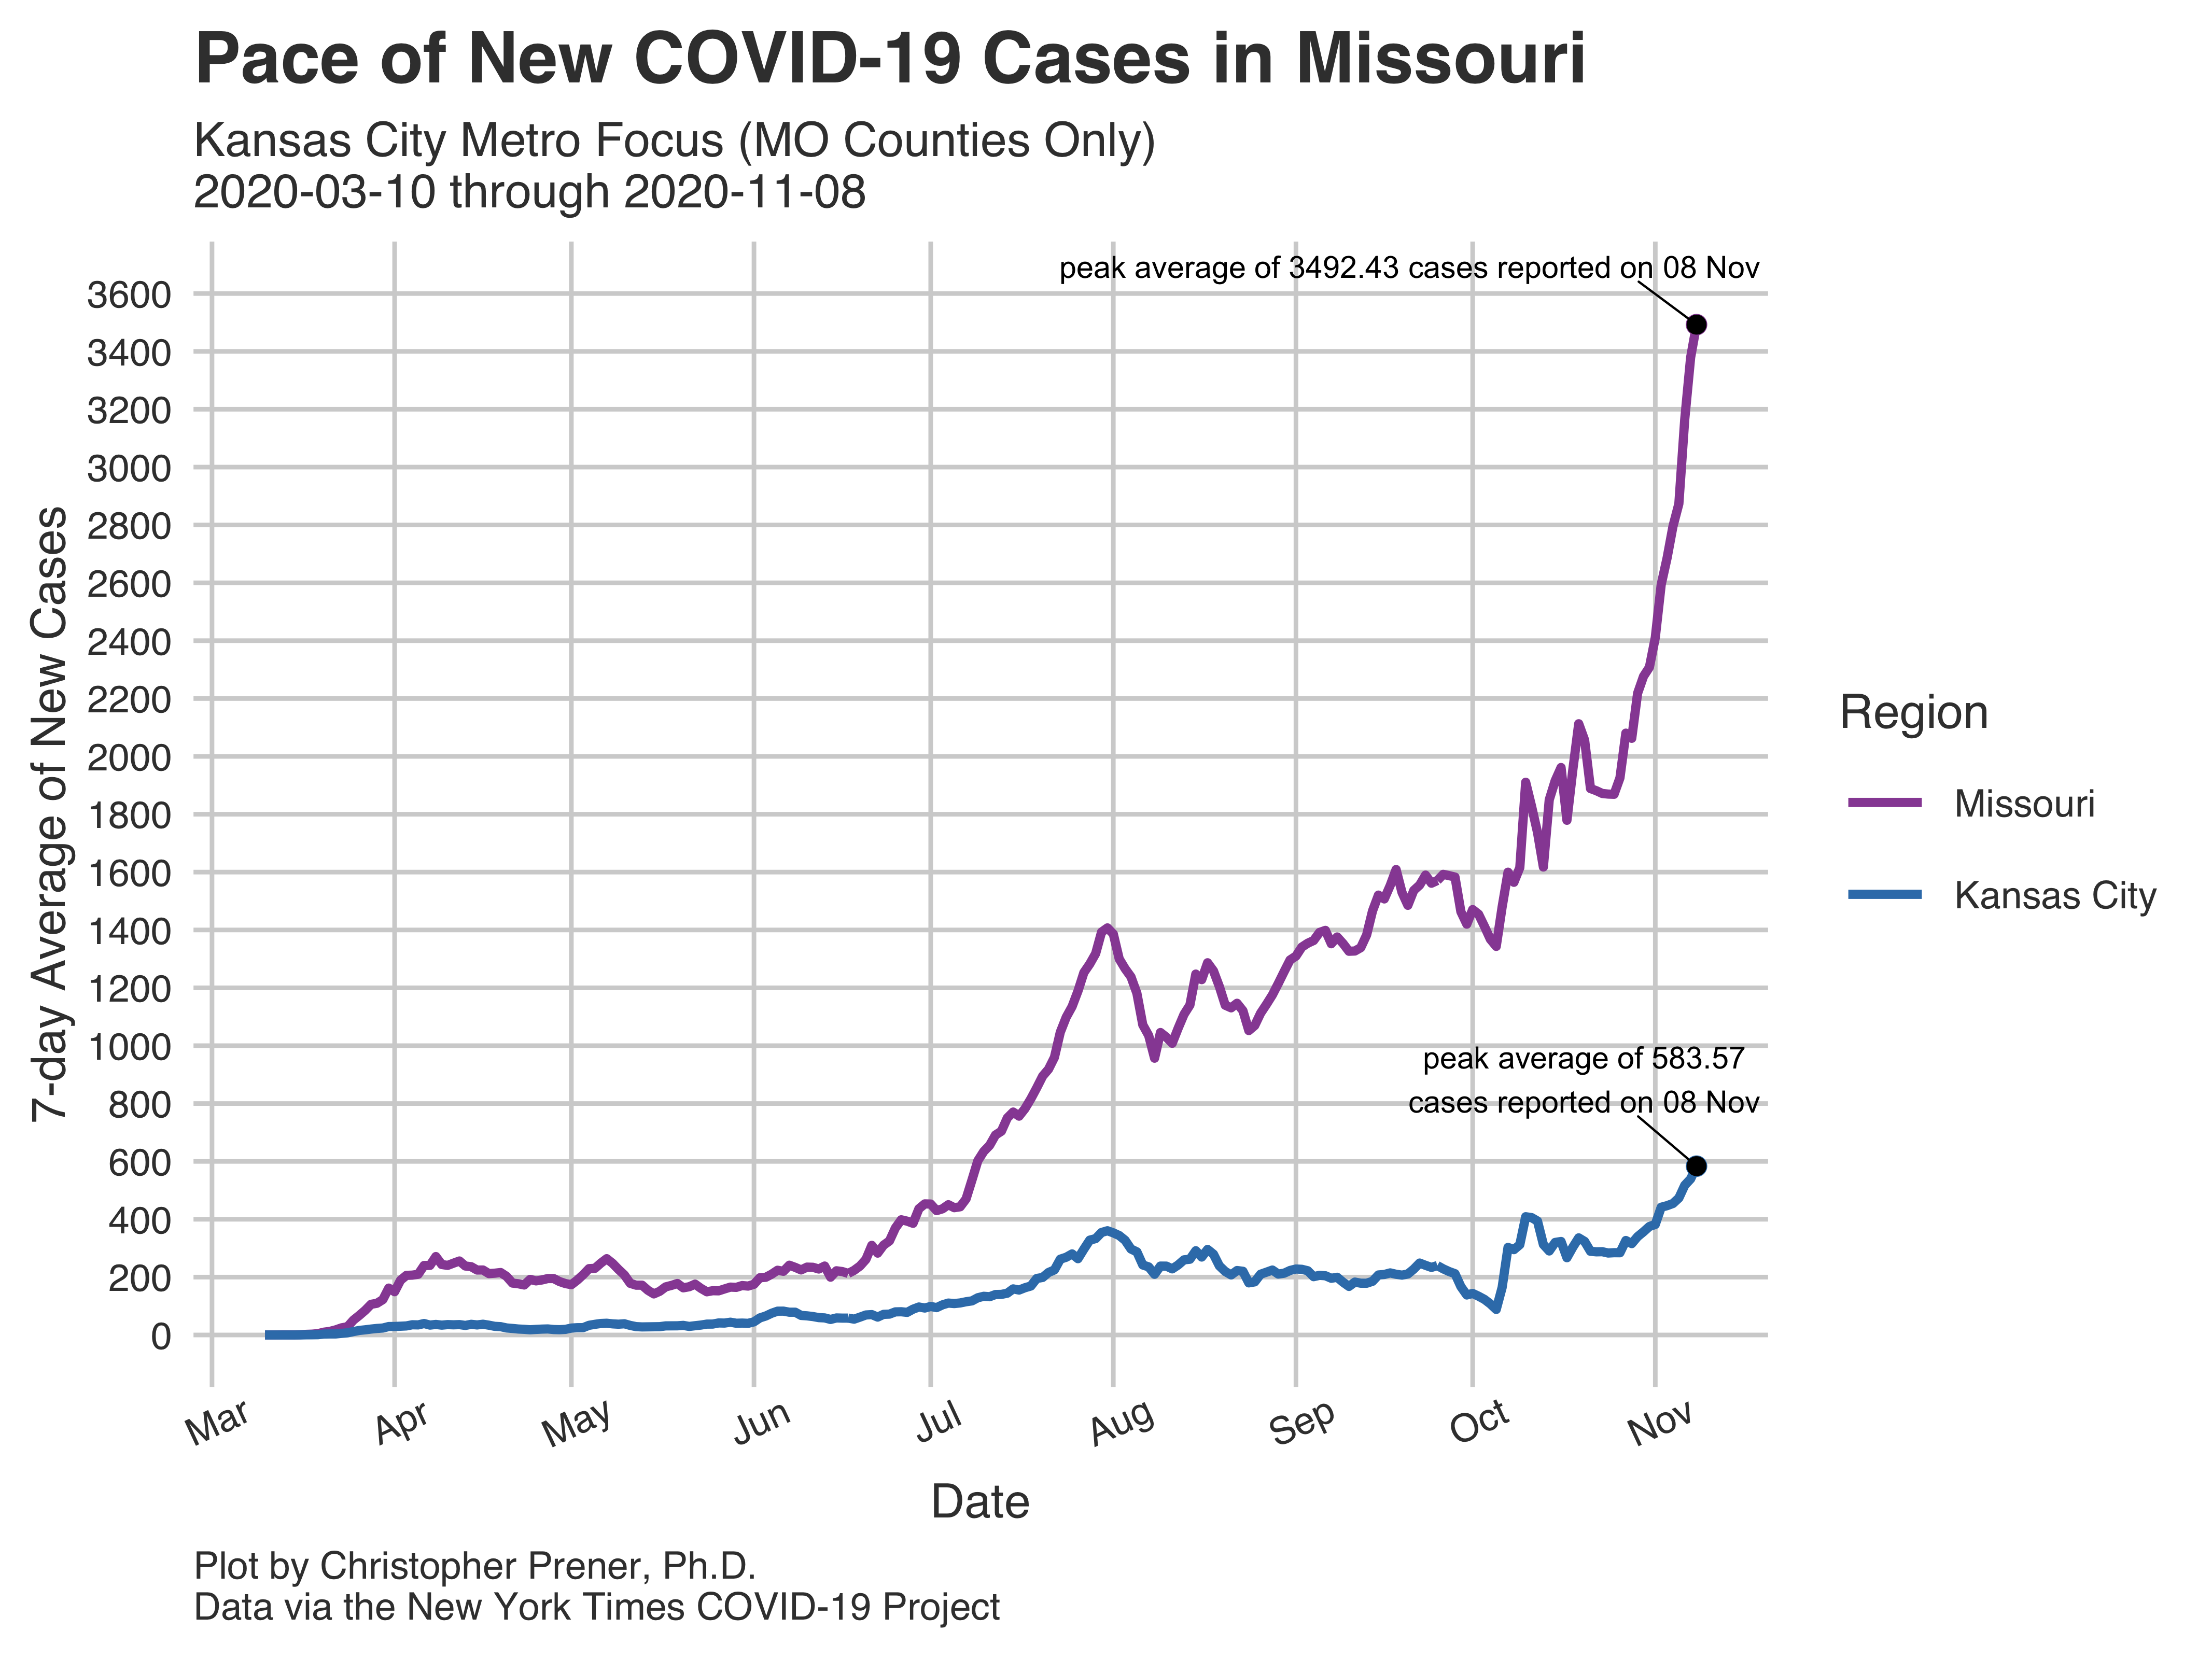 Pace of New COVID-19 Cases in Missouri
Kansas City Metro Focus (MO Counties Only)
2020-03-10 through 2020-11-08
peak average of 3492.43 cases reported on 08 Nov
3600
3400
3200
3000
2800
2600
2400
2200
2000
1800
1600
1400
1200
1000
800
600
400
200
0
7-day Average of New Cases
peak average of 583.57
cases reported on 08 Nov
Region
Missouri
Kansas City
Mar
Apr
May
Jun
Jul
Aug
Sep
Oct
Nov
Date
Plot by Christopher Prener, Ph.D.
Data via the New York Times COVID-19 Project